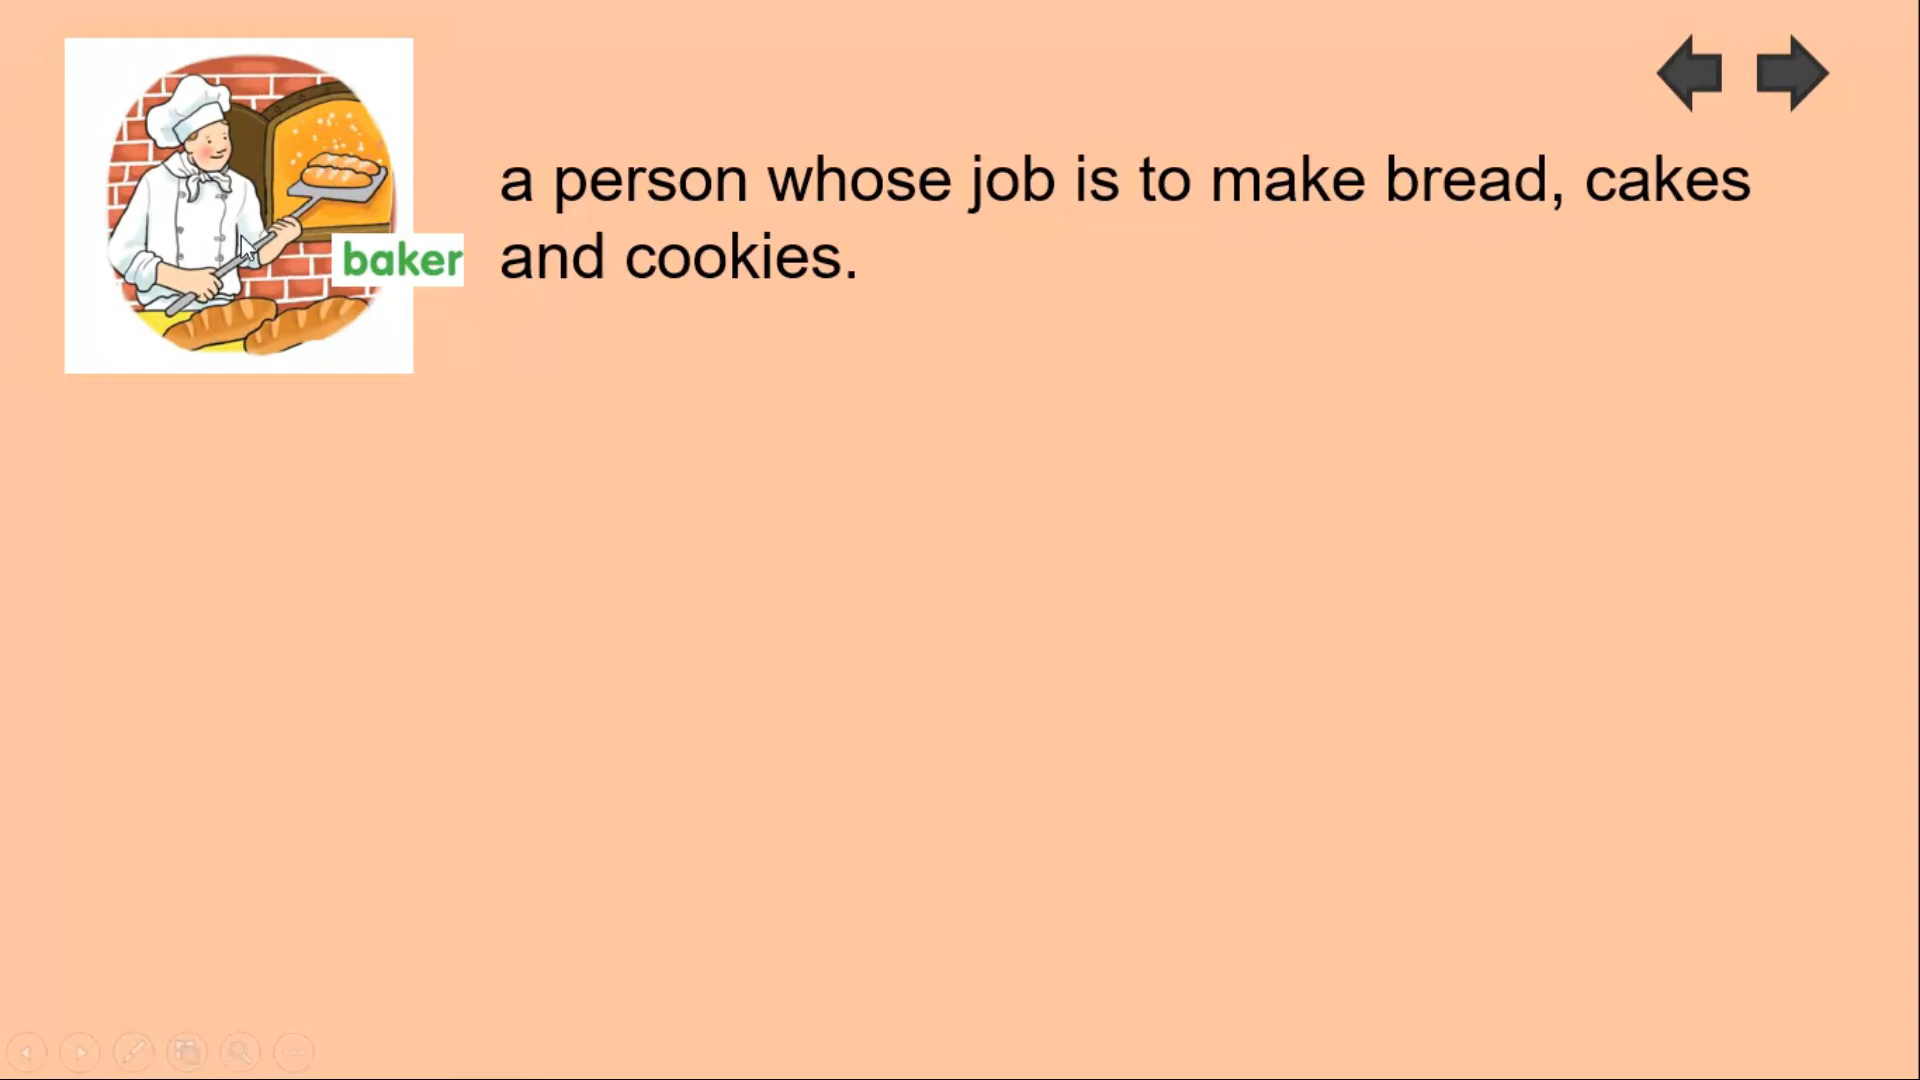 a person whose job is to make bread, cakes
and cookies.
baker